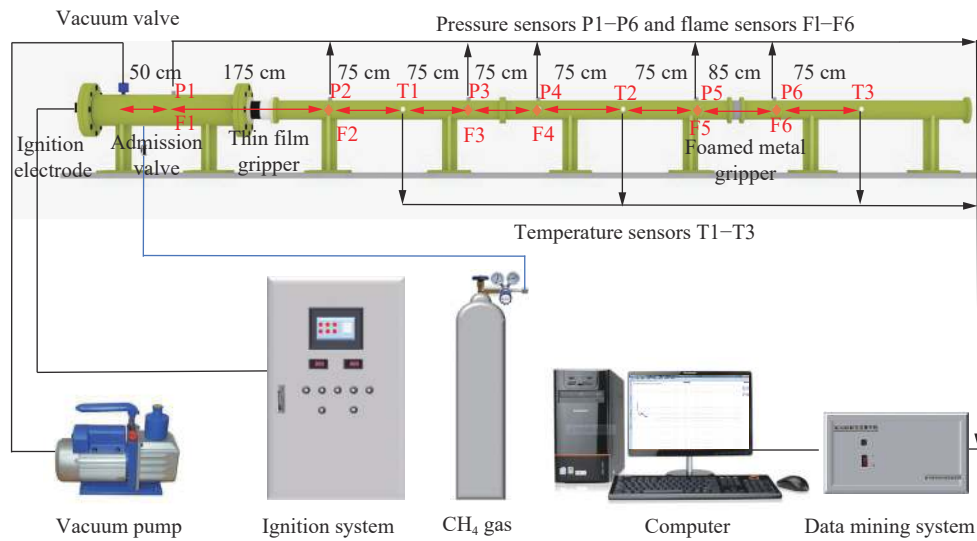 Vacuum valve
Pressure sensors P1−P6 and flame sensors Fl−F6
50 cm
175 cm
75 cm
75 cm
75 cm
75 cm
75 cm
85 cm
75 cm
P1
P2
T1
P3
P4
T2
P5
P6
T3
F1
F2
F3
F4
F5
F6
Ignition
electrode
Admission
valve
Thin film
gripper
Foamed metal
gripper
Temperature sensors T1−T3
Vacuum pump
Ignition system
CH₄ gas
Computer
Data mining system